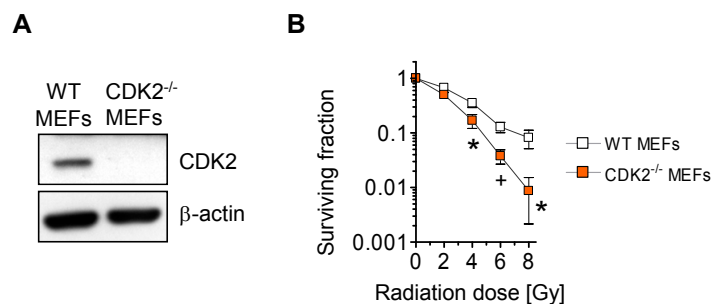 A
WT
MEFs
CDK2-/-
MEFs
CDK2
β-actin
B
Surviving fraction
1
0.1
0.01
0.001
*
+
*
0 2 4 6 8
Radiation dose [Gy]
WT MEFs
CDK2-/- MEFs